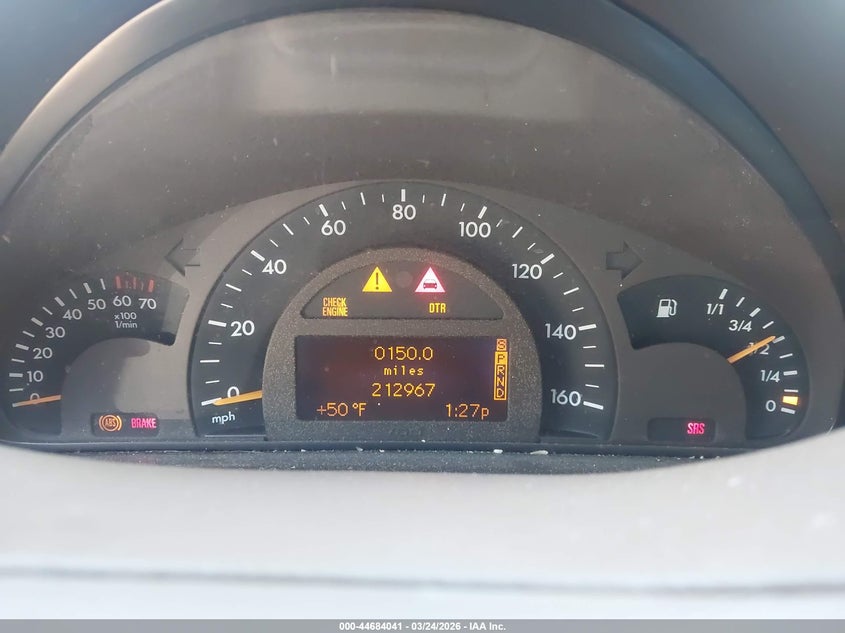 80
60
100
40
120
20
140
0
160
mph
50
60
70
40
x100
1/min
30
20
10
0
1/1
3/4
1/2
1/4
0
CHECK
ENGINE
DTR
0150.0
miles
212967
+50°F
1:27p
S
P
R
N
D
ABS
BRAKE
SRS
000-44684041 - 03/24/2026 - IAA Inc.